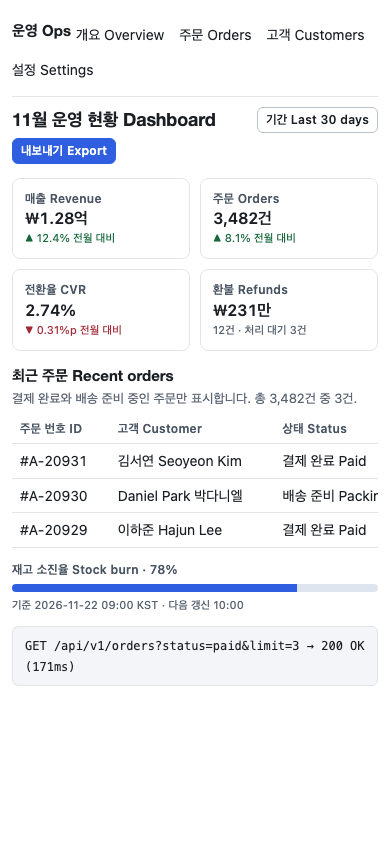 운영 Ops 개요 Overview 주문 Orders 고객 Customers
설정 Settings
11월 운영 현황 Dashboard 기간 Last 30 days
내보내기 Export
매출 Revenue
₩1.28억
▲ 12.4% 전월 대비
주문 Orders
3,482건
▲ 8.1% 전월 대비
전환율 CVR
2.74%
▼ 0.31%p 전월 대비
환불 Refunds
₩231만
12건 · 처리 대기 3건
최근 주문 Recent orders
결제 완료와 배송 준비 중인 주문만 표시합니다. 총 3,482건 중 3건.
주문 번호 ID 고객 Customer 상태 Status
#A-20931 김서연 Seoyeon Kim 결제 완료 Paid
#A-20930 Daniel Park 박다니엘 배송 준비 Packin
#A-20929 이하준 Hajun Lee 결제 완료 Paid
재고 소진율 Stock burn · 78%
기준 2026-11-22 09:00 KST · 다음 갱신 10:00
GET /api/v1/orders?status=paid&limit=3 → 200 OK
(171ms)